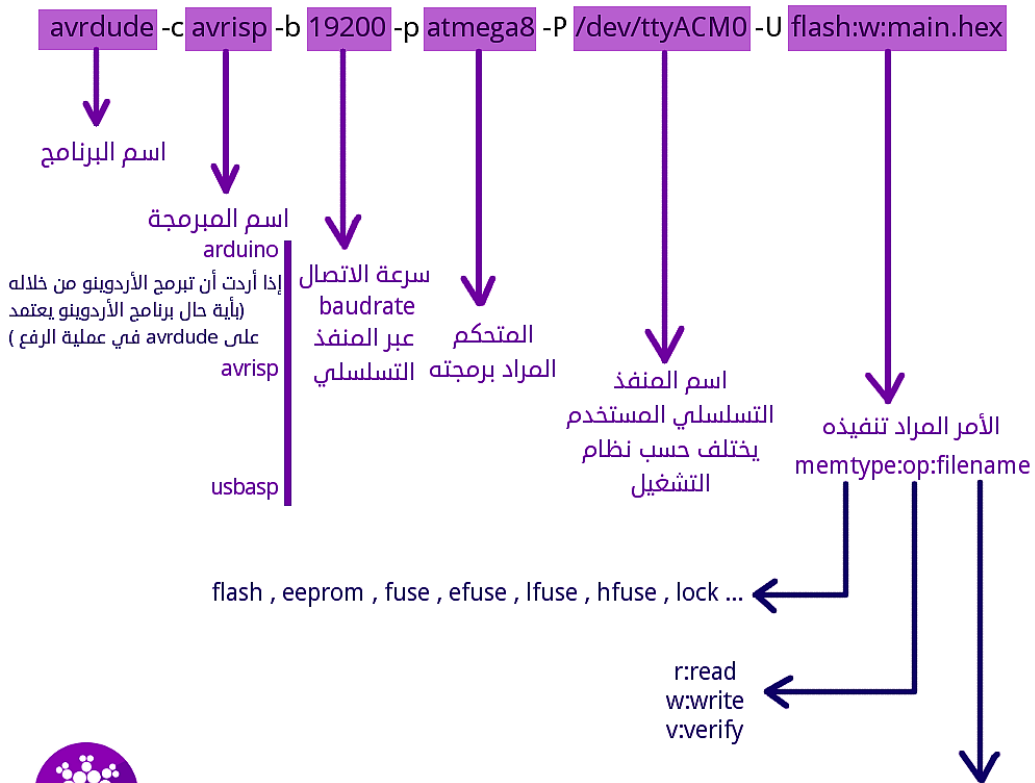 avrdude -c avrisp -b 19200 -p atmega8 -P /dev/ttyACM0 -U flash:w:main.hex
اسم البرنامج
اسم المبرمجة
arduino
إذا أردت أن تبرمج الأردوينو من خلاله
(بأية حال برنامج الأردوينو يعتمد
على avrdude في عملية الرفع )
avrisp
usbasp
سرعة الاتصال
baudrate
عبر المنفذ
التسلسلي
المتحكم
المراد برمجته
اسم المنفذ
التسلسلي المستخدم
يختلف حسب نظام
التشغيل
الأمر المراد تنفيذه
memtype:op:filename
flash , eeprom , fuse , efuse , lfuse , hfuse , lock ...
r:read
w:write
v:verify